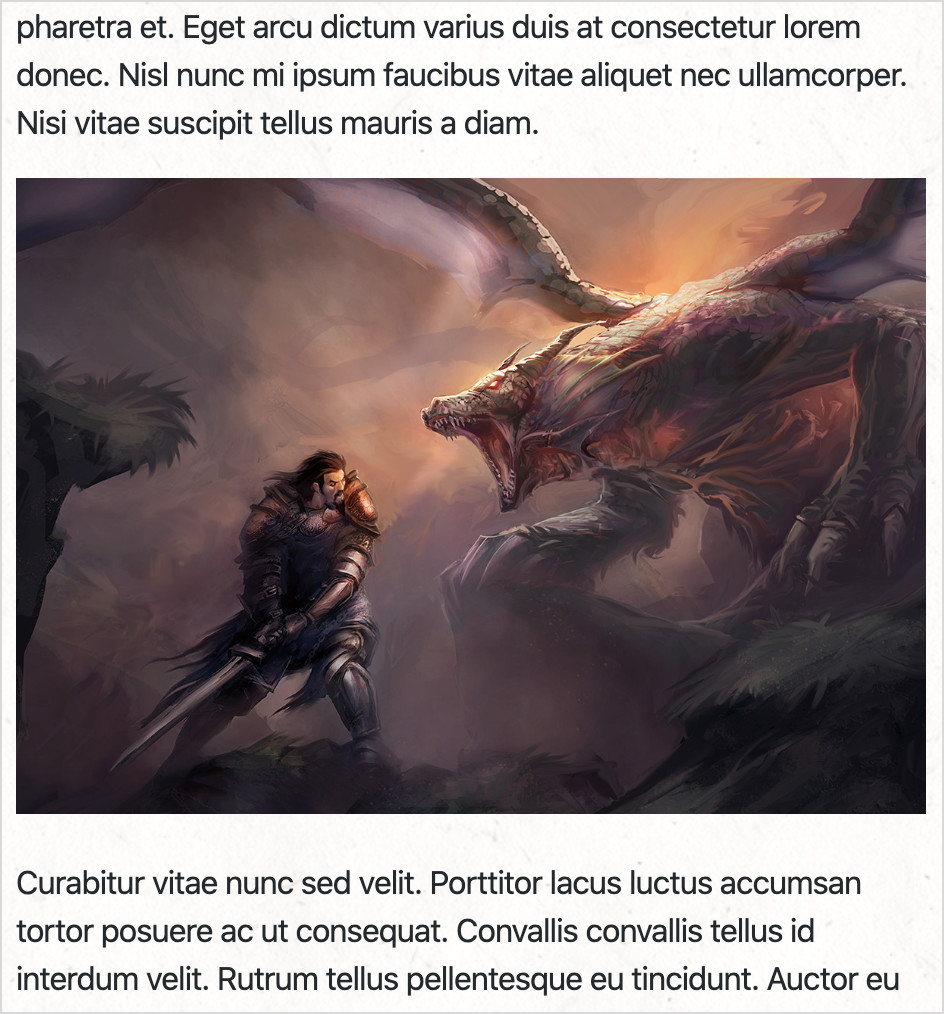 pharetra et. Eget arcu dictum varius duis at consectetur lorem
donec. Nisl nunc mi ipsum faucibus vitae aliquet nec ullamcorper.
Nisi vitae suscipit tellus mauris a diam.
Curabitur vitae nunc sed velit. Porttitor lacus luctus accumsan
tortor posuere ac ut consequat. Convallis convallis tellus id
interdum velit. Rutrum tellus pellentesque eu tincidunt. Auctor eu